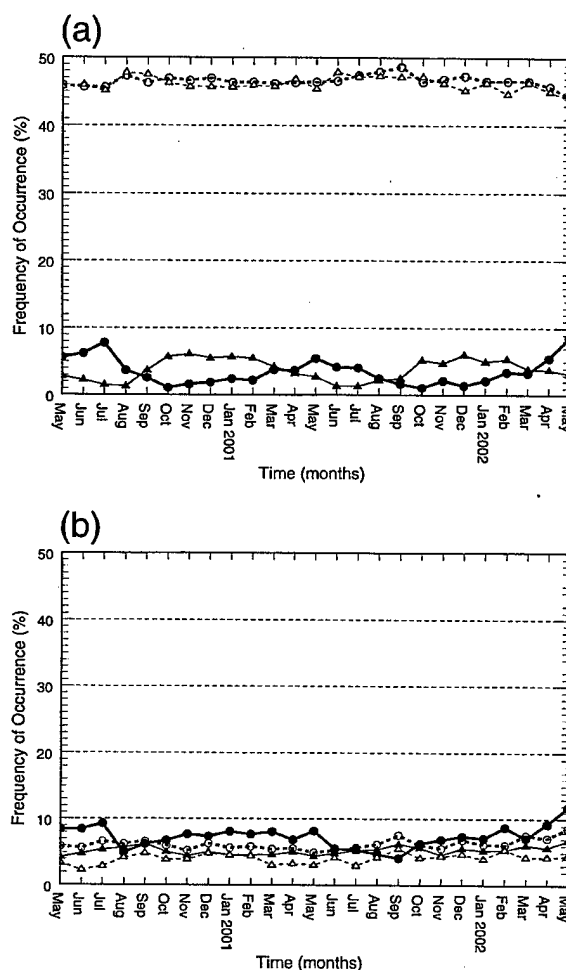 (a)
50
40
30
20
10
0
Frequency of Occurrence (%)
May
Jun
Jul
Aug
Sep
Oct
Nov
Dec
Jan 2001
Feb
Mar
Apr
May
Jun
Jul
Aug
Sep
Oct
Nov
Dec
Jan 2002
Feb
Mar
Apr
May
Time (months)
(b)
50
40
30
20
10
0
Frequency of Occurrence (%)
May
Jun
Jul
Aug
Sep
Oct
Nov
Dec
Jan 2001
Feb
Mar
Apr
May
Jun
Jul
Aug
Sep
Oct
Nov
Dec
Jan 2002
Feb
Mar
Apr
May
Time (months)